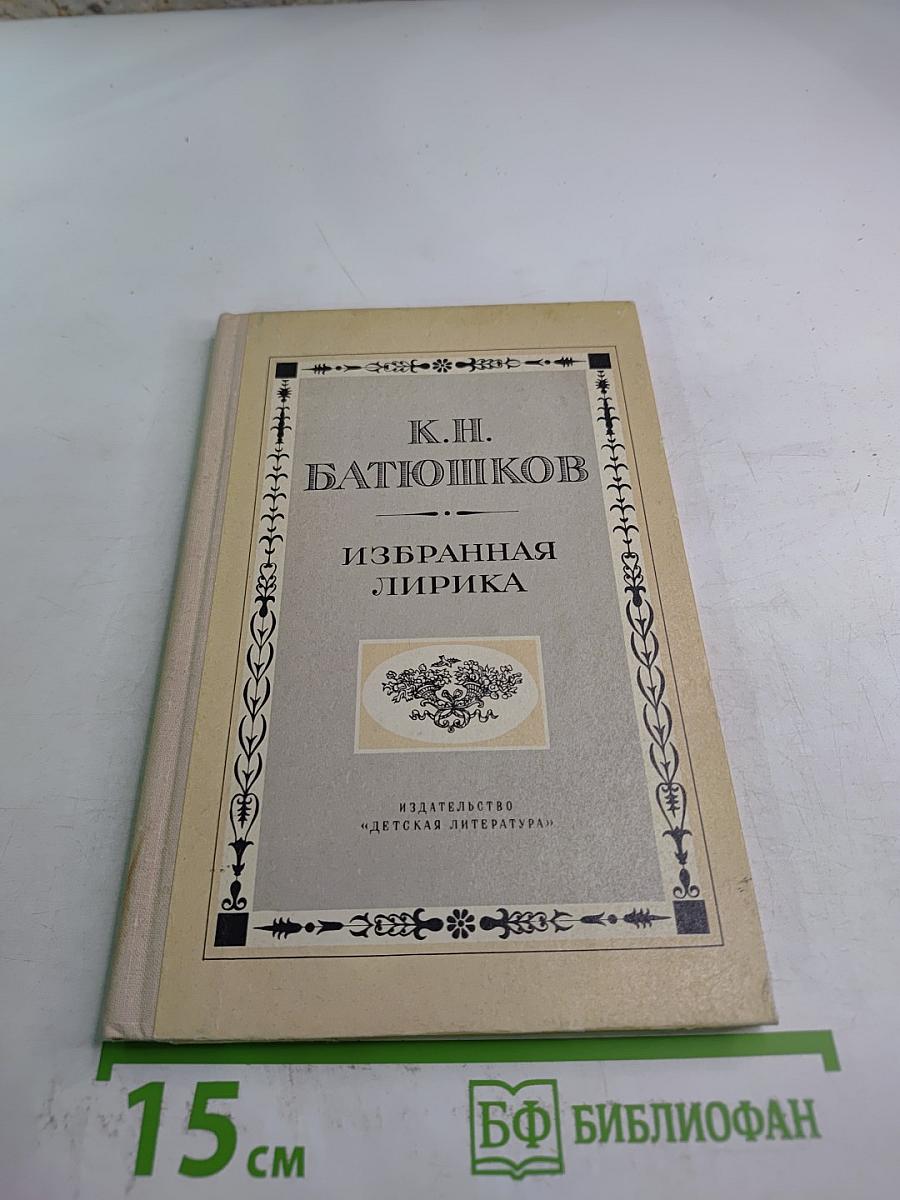 К.Н.
БАТЮШКОВ
ИЗБРАННАЯ
ЛИРИКА
ИЗДАТЕЛЬСТВО
«ДЕТСКАЯ ЛИТЕРАТУРА»
15 см
БФ БИБЛИОФАН